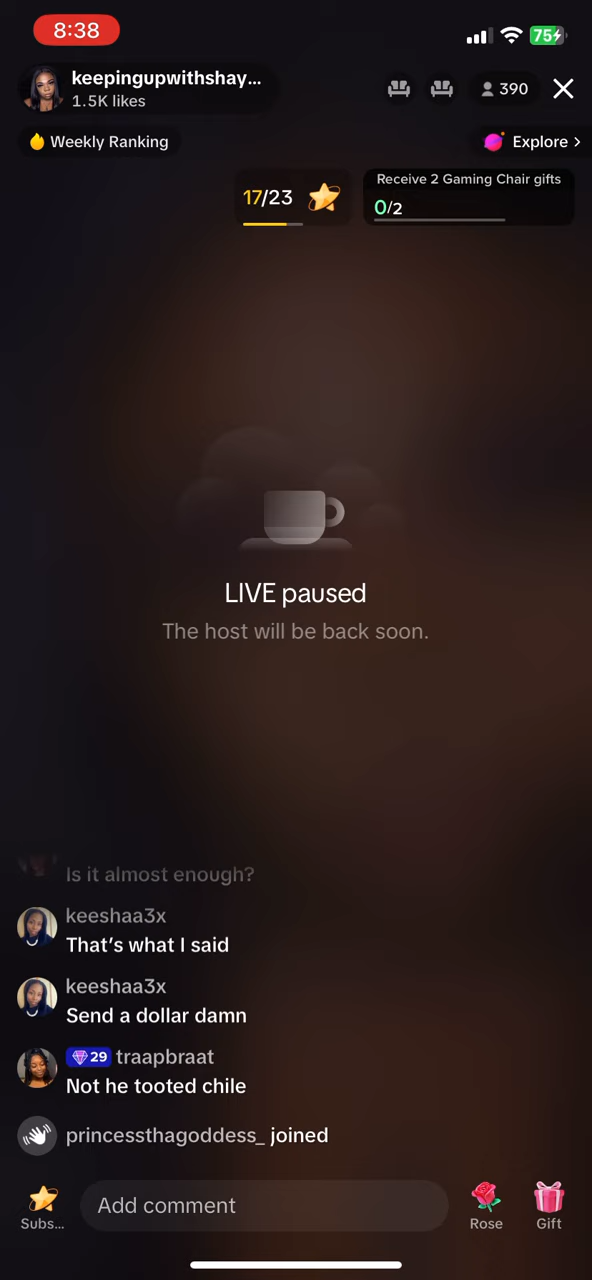 8:38
75
keepingupwithshay...
1.5K likes
390
Weekly Ranking
Explore >
17/23
Receive 2 Gaming Chair gifts
0/2
LIVE paused
The host will be back soon.
Is it almost enough?
keeshaa3x
That's what I said
keeshaa3x
Send a dollar damn
29 traapbraat
Not he tooted chile
princessthagoddess_ joined
Add comment
Subs...
Rose
Gift